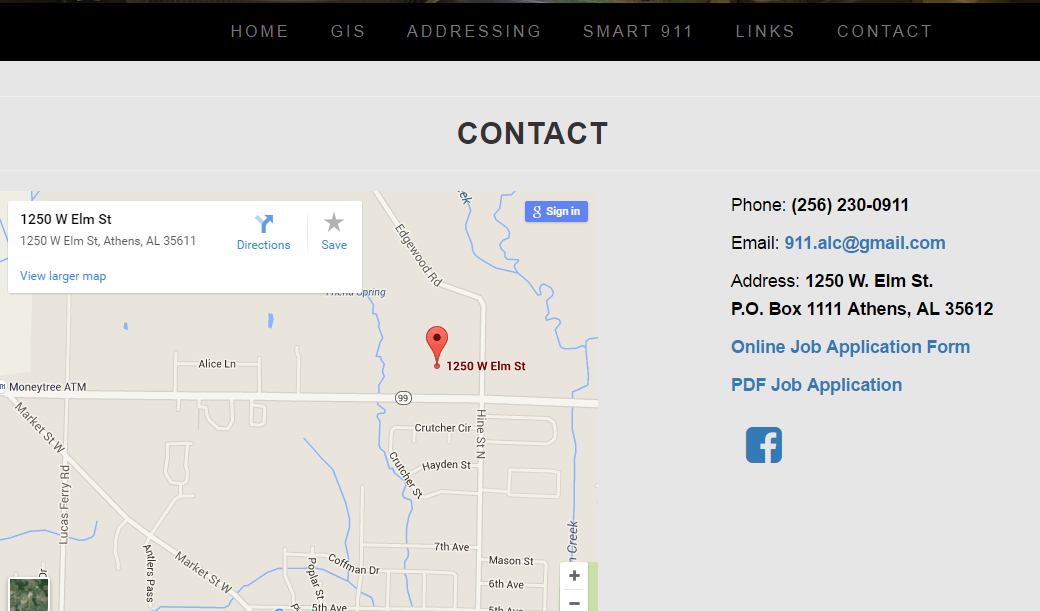 HOME GIS ADDRESSING SMART 911 LINKS CONTACT
CONTACT
1250 W Elm St
1250 W Elm St, Athens, AL 35611
Directions
Save
View larger map
Sign in
Phone: (256) 230-0911
Email: 911.alc@gmail.com
Address: 1250 W. Elm St.
P.O. Box 1111 Athens, AL 35612
Online Job Application Form
PDF Job Application
Edgewood Rd
Spring
1250 W Elm St
Alice Ln
Moneytree ATM
99
Market St W
Hine St N
Crutcher Cir
Hayden St
Crutcher St
Lucas Ferry Rd
Creek
7th Ave
Mason St
Coffman Dr
6th Ave
Antlers Pass
Market St W
Poplar St
5th Ave
+
−